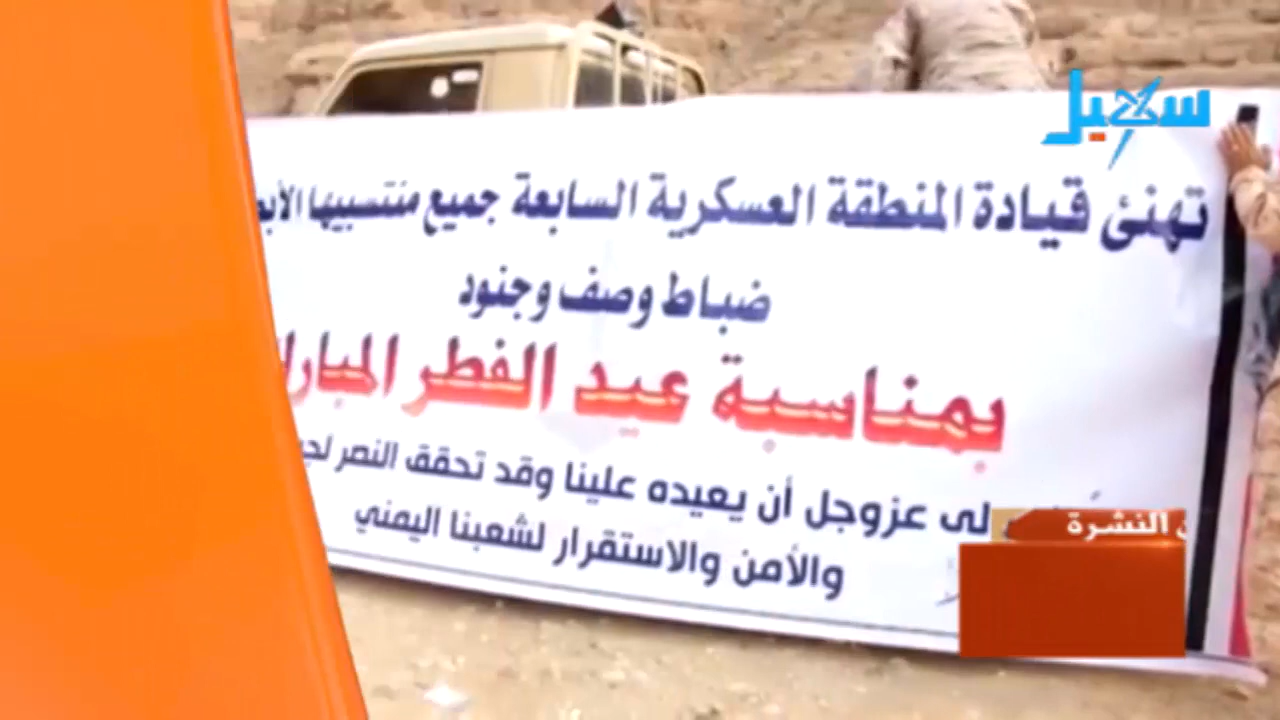 سهيل
تهنئ قيادة المنطقة العسكرية السابعة جميع منتسبيها
ضباط وصف وجنود
بمناسبة عيد الفطر
عزوجل أن يعيده علينا وقد تحقق النصر
والأمن والاستقرار لشعبنا اليمني
النشرة